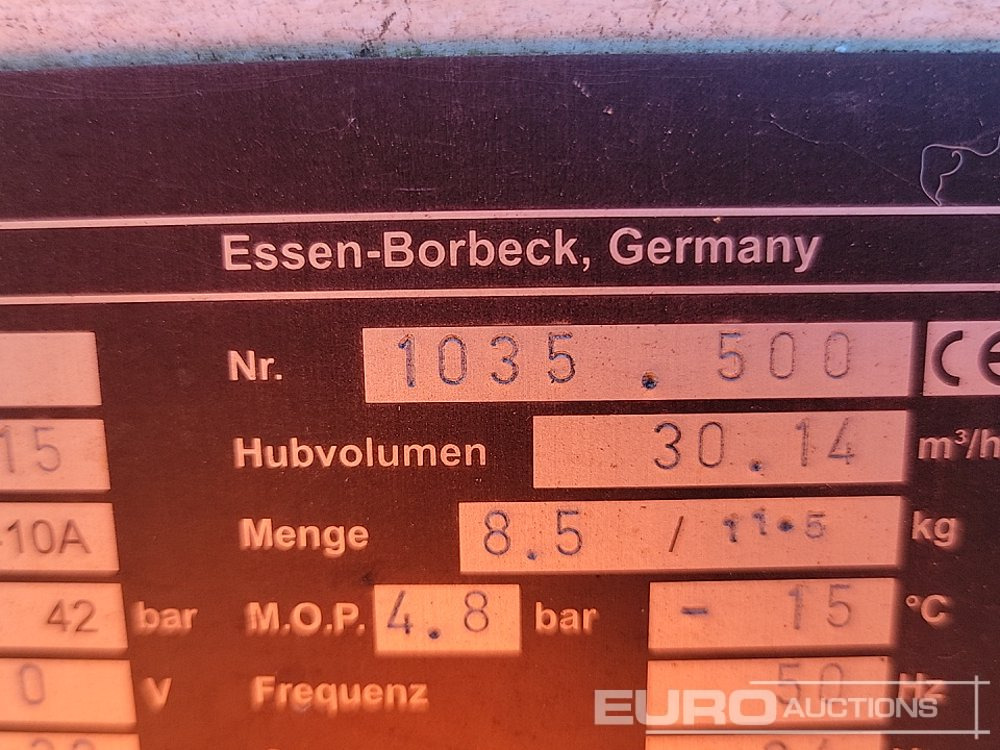 Essen-Borbeck, Germany
Nr. 1035 . 500 CE
15 Hubvolumen 30.14 m³/h
-10A Menge 8.5 / 11.5 kg
42 bar M.O.P. 4.8 bar - 15 °C
0 V Frequenz 50 Hz
EURO AUCTIONS